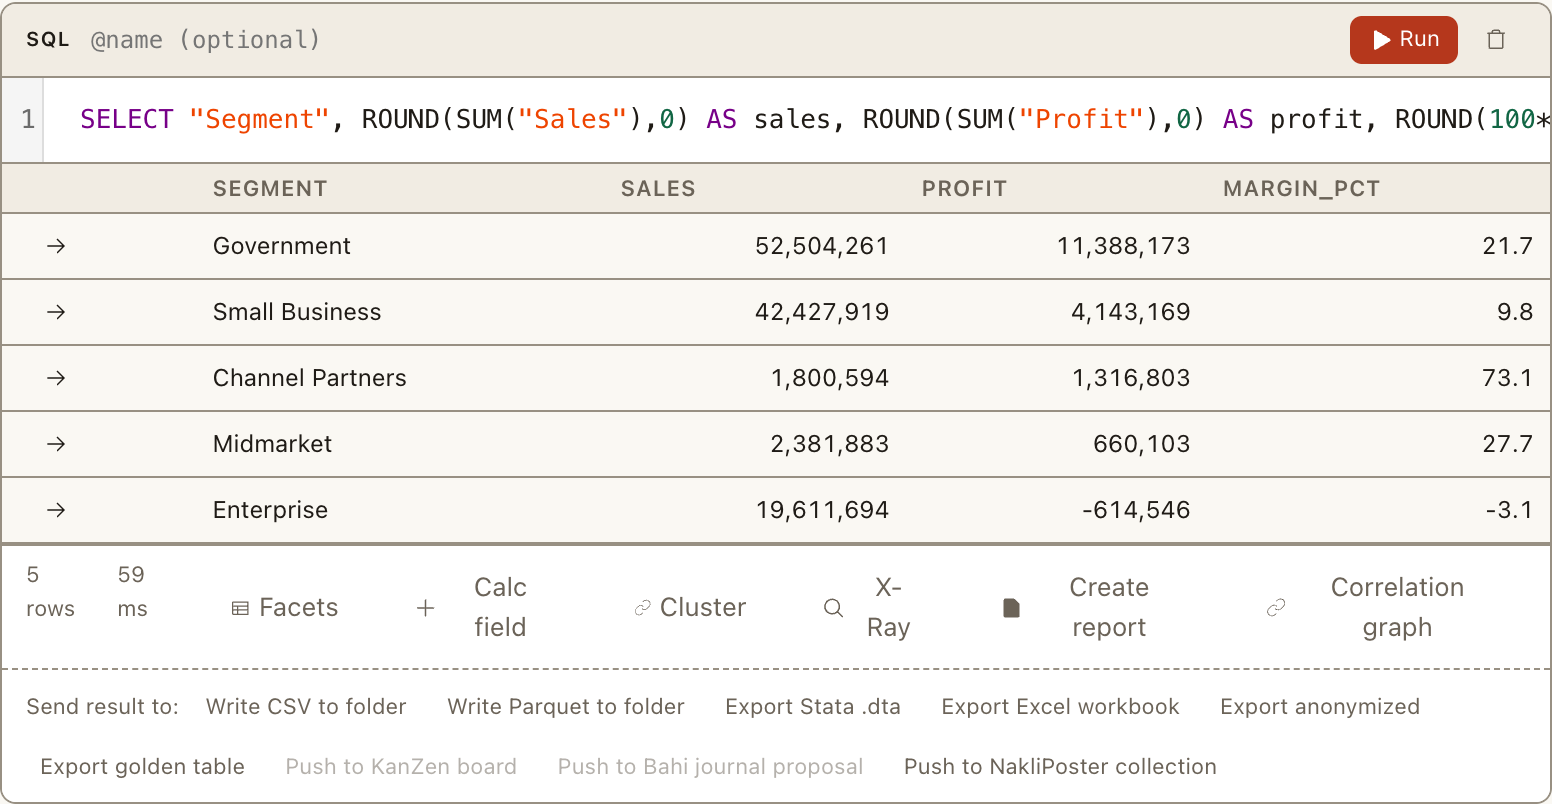 SQL @name (optional) Run
1 SELECT "Segment", ROUND(SUM("Sales"),0) AS sales, ROUND(SUM("Profit"),0) AS profit, ROUND(100*
SEGMENT SALES PROFIT MARGIN_PCT
→ Government 52,504,261 11,388,173 21.7
→ Small Business 42,427,919 4,143,169 9.8
→ Channel Partners 1,800,594 1,316,803 73.1
→ Midmarket 2,381,883 660,103 27.7
→ Enterprise 19,611,694 -614,546 -3.1
5 rows 59 ms Facets + Calc field Cluster X-Ray Create report Correlation graph
Send result to: Write CSV to folder Write Parquet to folder Export Stata .dta Export Excel workbook Export anonymized
Export golden table Push to KanZen board Push to Bahi journal proposal Push to NakliPoster collection